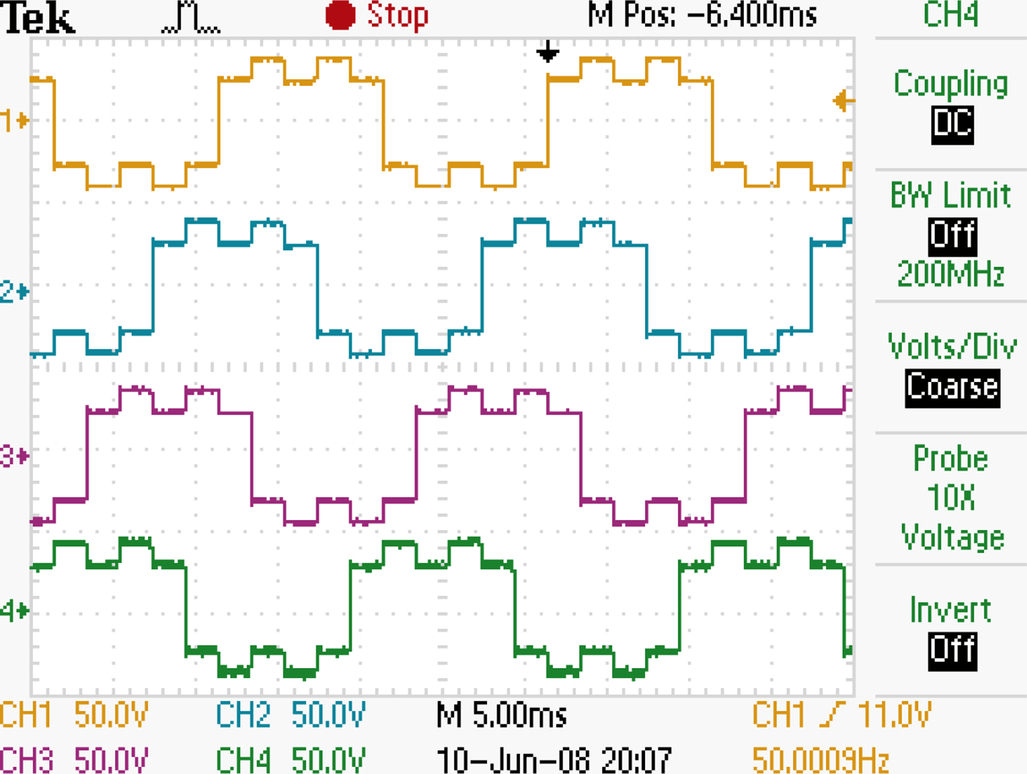 Tek Stop M Pos: -6.400ms CH4
Coupling
DC
1
BW Limit
Off
200MHz
2
Volts/Div
Coarse
3
Probe
10X
Voltage
4
Invert
Off
CH1 50.0V CH2 50.0V M 5.00ms CH1 11.0V
CH3 50.0V CH4 50.0V 10-Jun-08 20:07 50.0009Hz